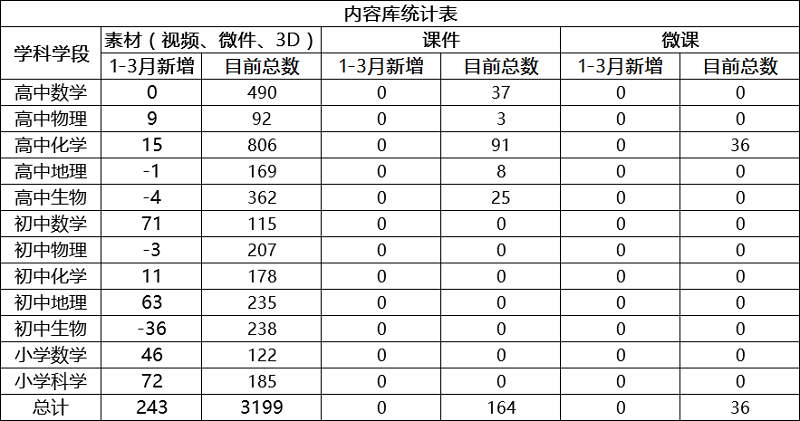 内容库统计表
学科学段 素材（视频、微件、3D） 课件 微课
1-3月新增 目前总数 1-3月新增 目前总数 1-3月新增 目前总数
高中数学 0 490 0 37 0 0
高中物理 9 92 0 3 0 0
高中化学 15 806 0 91 0 36
高中地理 -1 169 0 8 0 0
高中生物 -4 362 0 25 0 0
初中数学 71 115 0 0 0 0
初中物理 -3 207 0 0 0 0
初中化学 11 178 0 0 0 0
初中地理 63 235 0 0 0 0
初中生物 -36 238 0 0 0 0
小学数学 46 122 0 0 0 0
小学科学 72 185 0 0 0 0
总计 243 3199 0 164 0 36